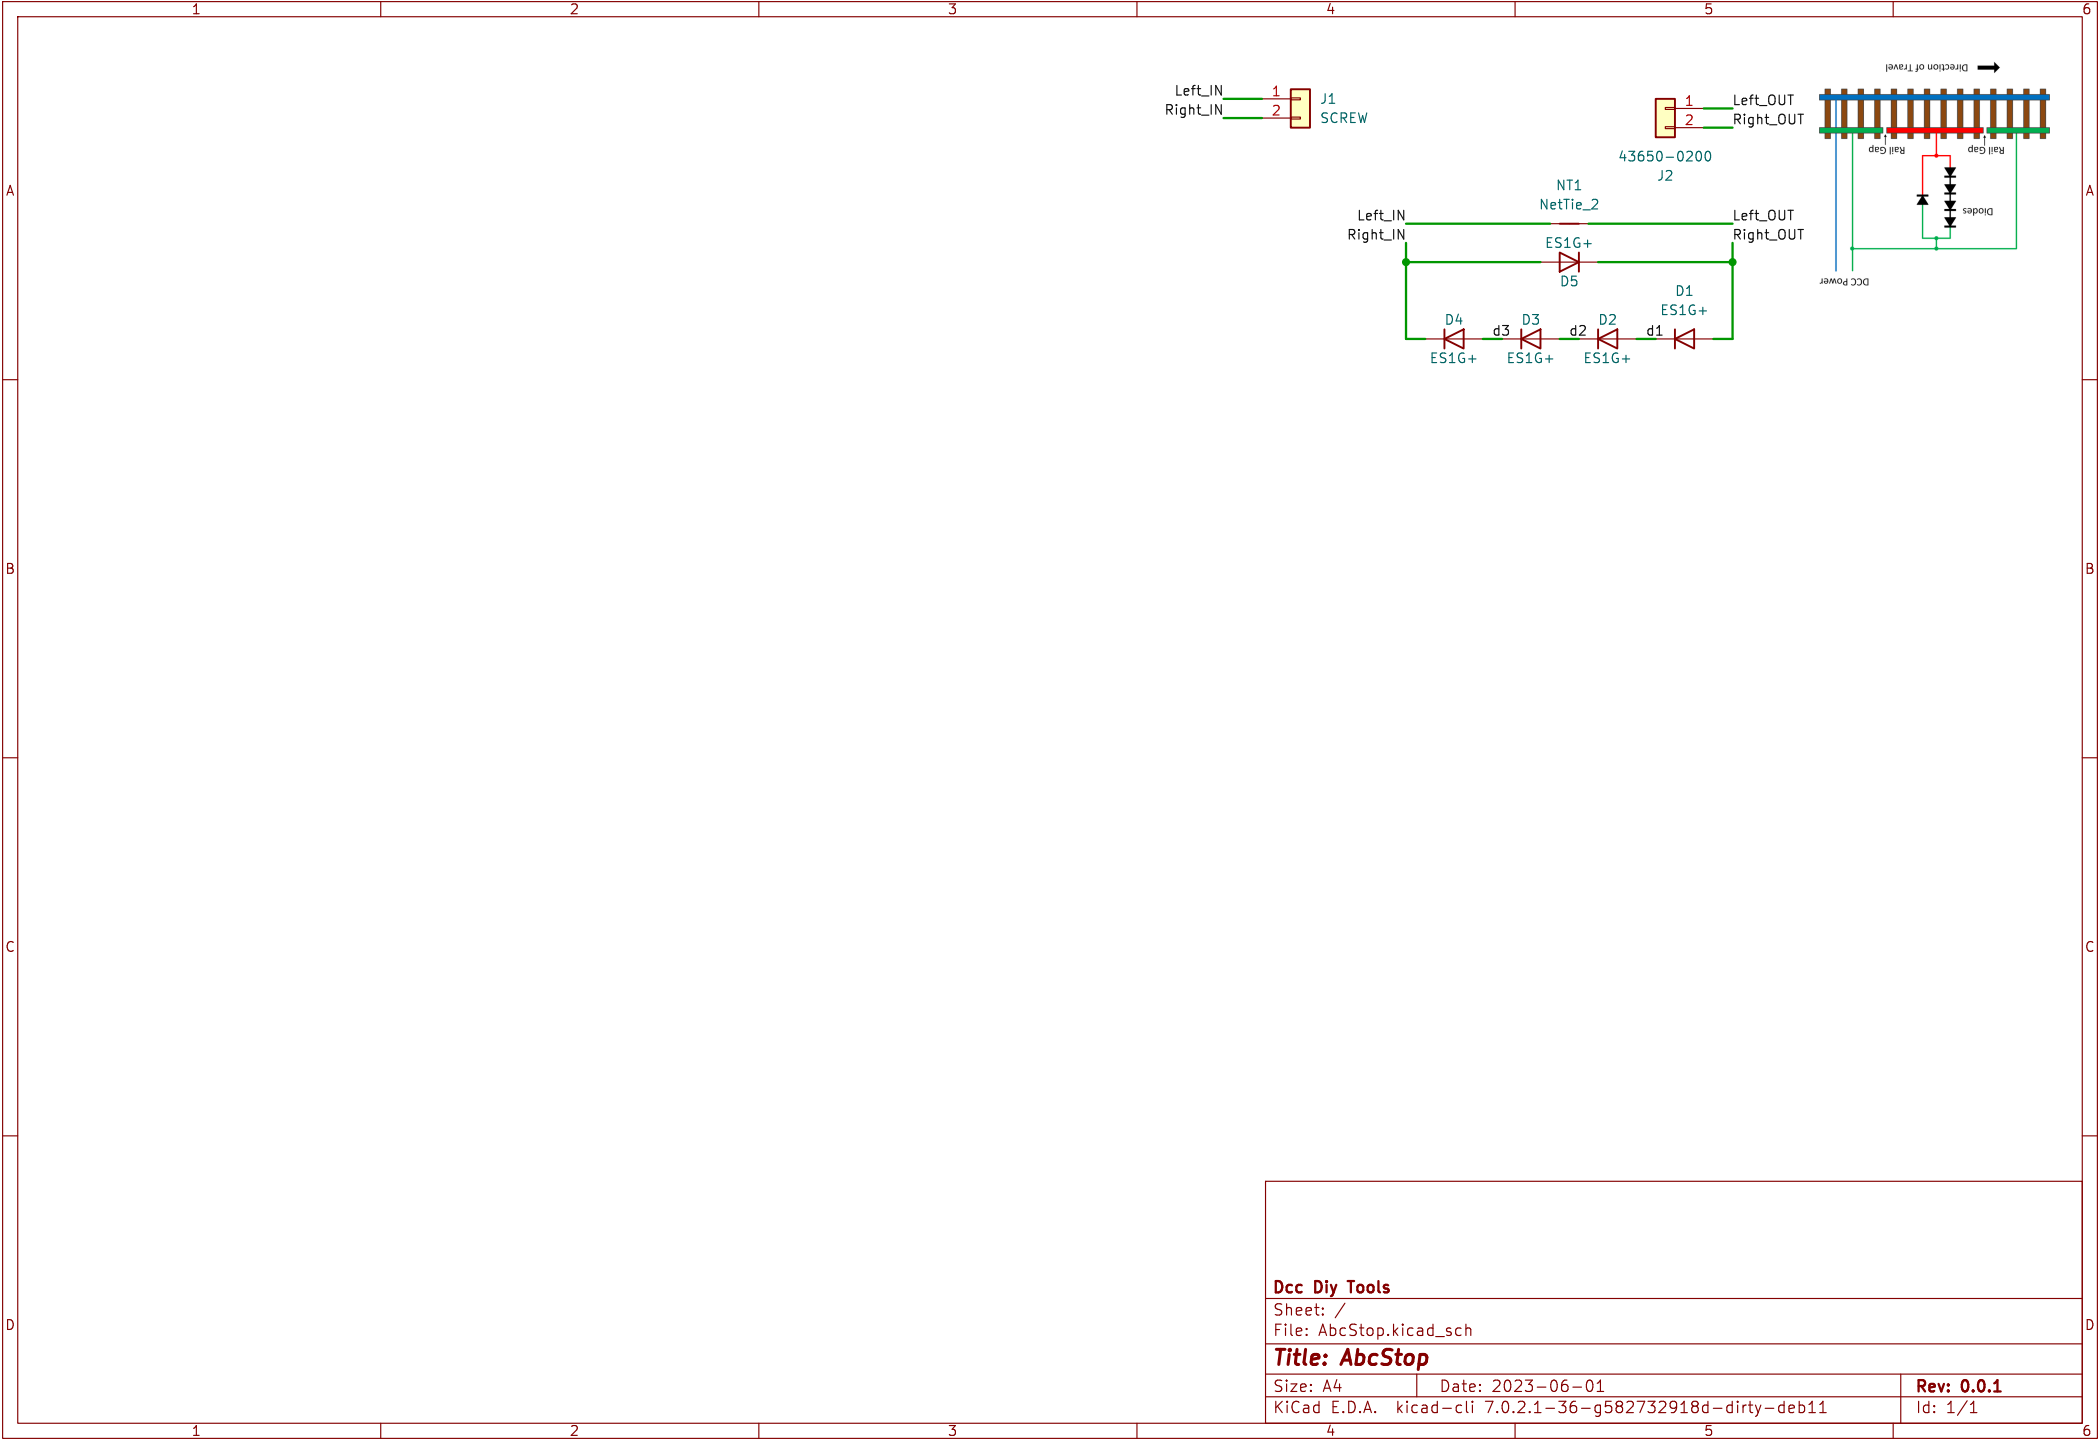 1 2 3 4 5 6
Direction of Travel
Left_IN 1 J1
Right_IN 2 SCREW
1 Left_OUT
2 Right_OUT
43650-0200
J2
Rail Gap Rail Gap
A A
NT1
NetTie_2
Left_IN Left_OUT
Right_IN Right_OUT
Diodes
ES1G+
D5
DCC Power
D1
ES1G+
D4 d3 D3 d2 D2 d1
ES1G+ ES1G+ ES1G+
B B
C C
Dcc Diy Tools
Sheet: /
File: AbcStop.kicad_sch
D D
Title: AbcStop
Size: A4 Date: 2023-06-01 Rev: 0.0.1
KiCad E.D.A. kicad-cli 7.0.2.1-36-g582732918d-dirty-deb11 Id: 1/1
1 2 3 4 5 6